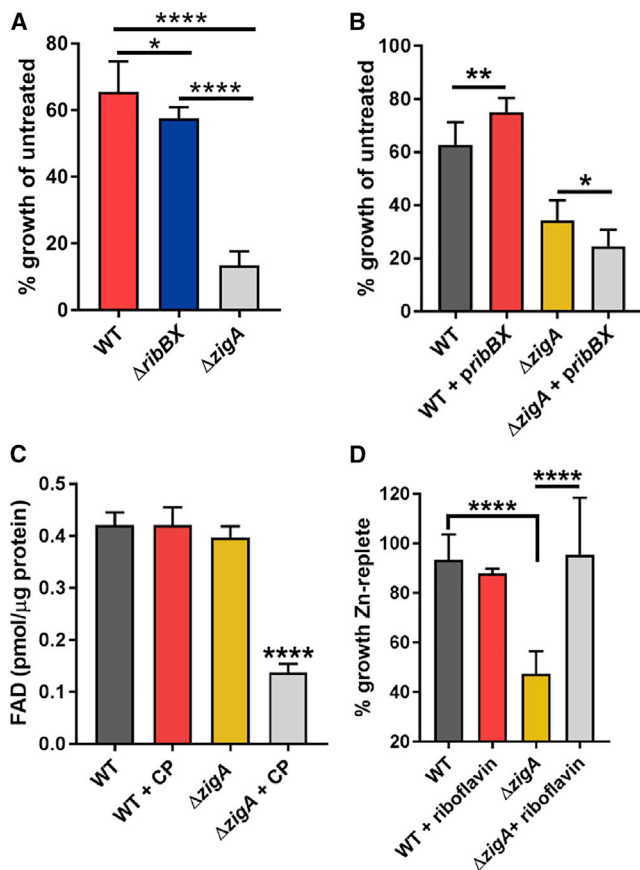 A
****
*
****
% growth of untreated
80
60
40
20
0
WT
ΔribBX
ΔzigA
B
**
*
% growth of untreated
100
80
60
40
20
0
WT
WT + pribBX
ΔzigA
ΔzigA + pribBX
C
****
FAD (pmol/μg protein)
0.5
0.4
0.3
0.2
0.1
0.0
WT
WT + CP
ΔzigA
ΔzigA + CP
D
****
****
% growth Zn-replete
120
100
80
60
40
20
WT
WT + riboflavin
ΔzigA
ΔzigA+ riboflavin